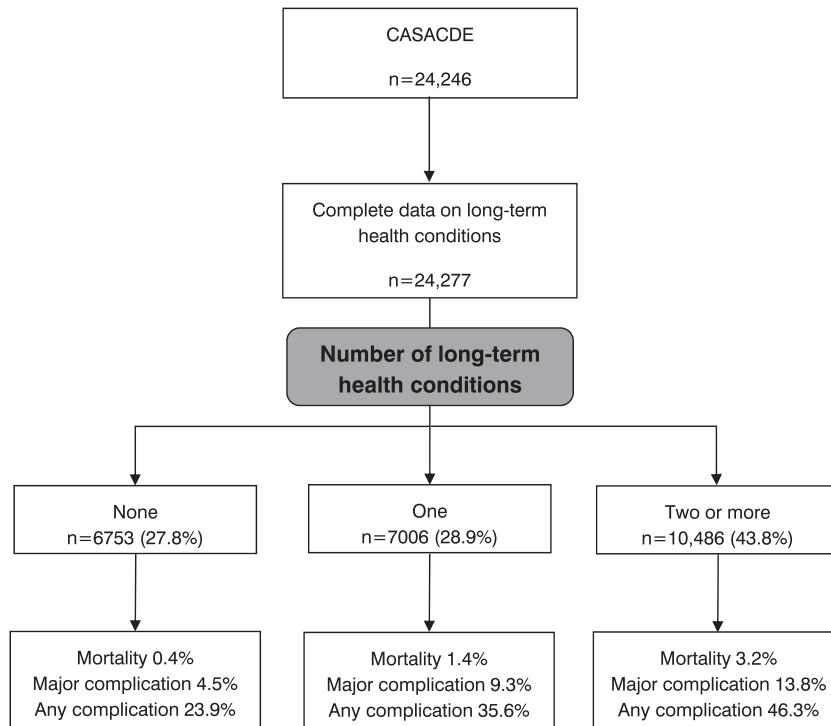 CASACDE
n=24,246
Complete data on long-term
health conditions
n=24,277
Number of long-term
health conditions
None
n=6753 (27.8%)
One
n=7006 (28.9%)
Two or more
n=10,486 (43.8%)
Mortality 0.4%
Major complication 4.5%
Any complication 23.9%
Mortality 1.4%
Major complication 9.3%
Any complication 35.6%
Mortality 3.2%
Major complication 13.8%
Any complication 46.3%